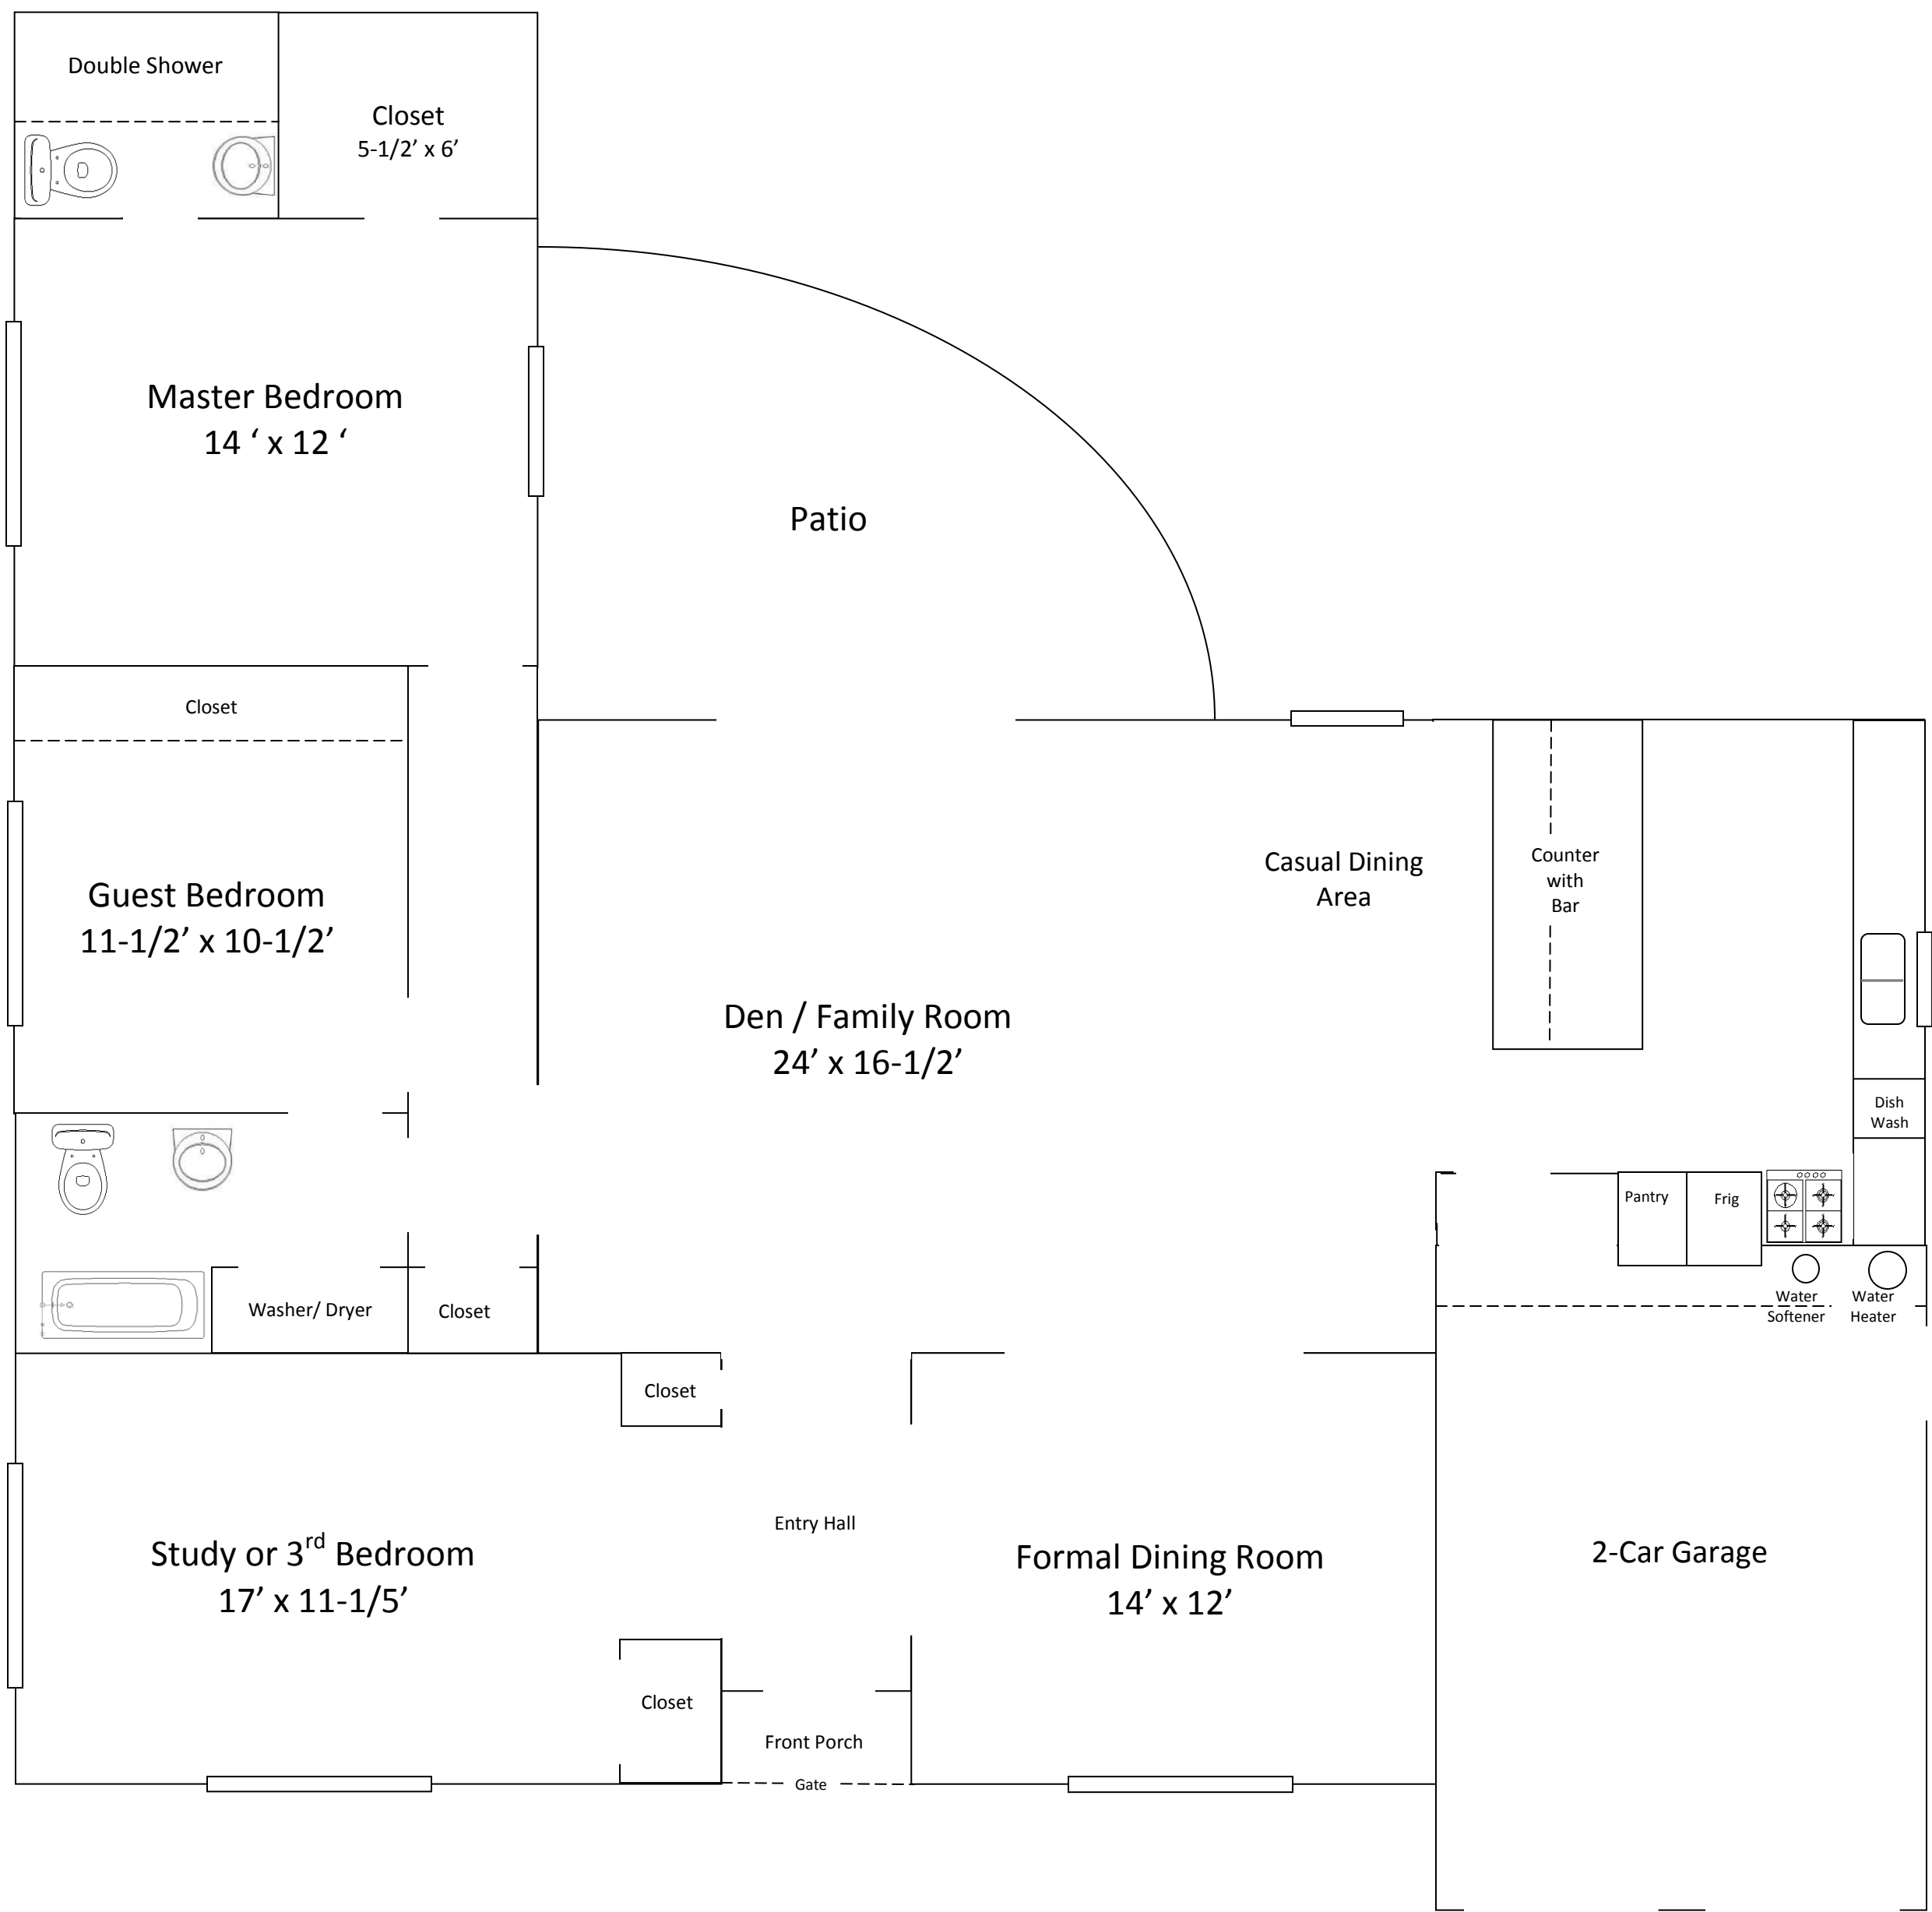 Double Shower
Closet
5-1/2’ x 6’
Master Bedroom
14 ‘ x 12 ‘
Patio
Closet
Guest Bedroom
11-1/2’ x 10-1/2’
Casual Dining
Area
Counter
with
Bar
Den / Family Room
24’ x 16-1/2’
Dish
Wash
Pantry
Frig
Washer/ Dryer
Closet
Water
Softener
Water
Heater
Closet
Entry Hall
Study or 3rd Bedroom
17’ x 11-1/5’
Formal Dining Room
14’ x 12’
2-Car Garage
Closet
Front Porch
Gate